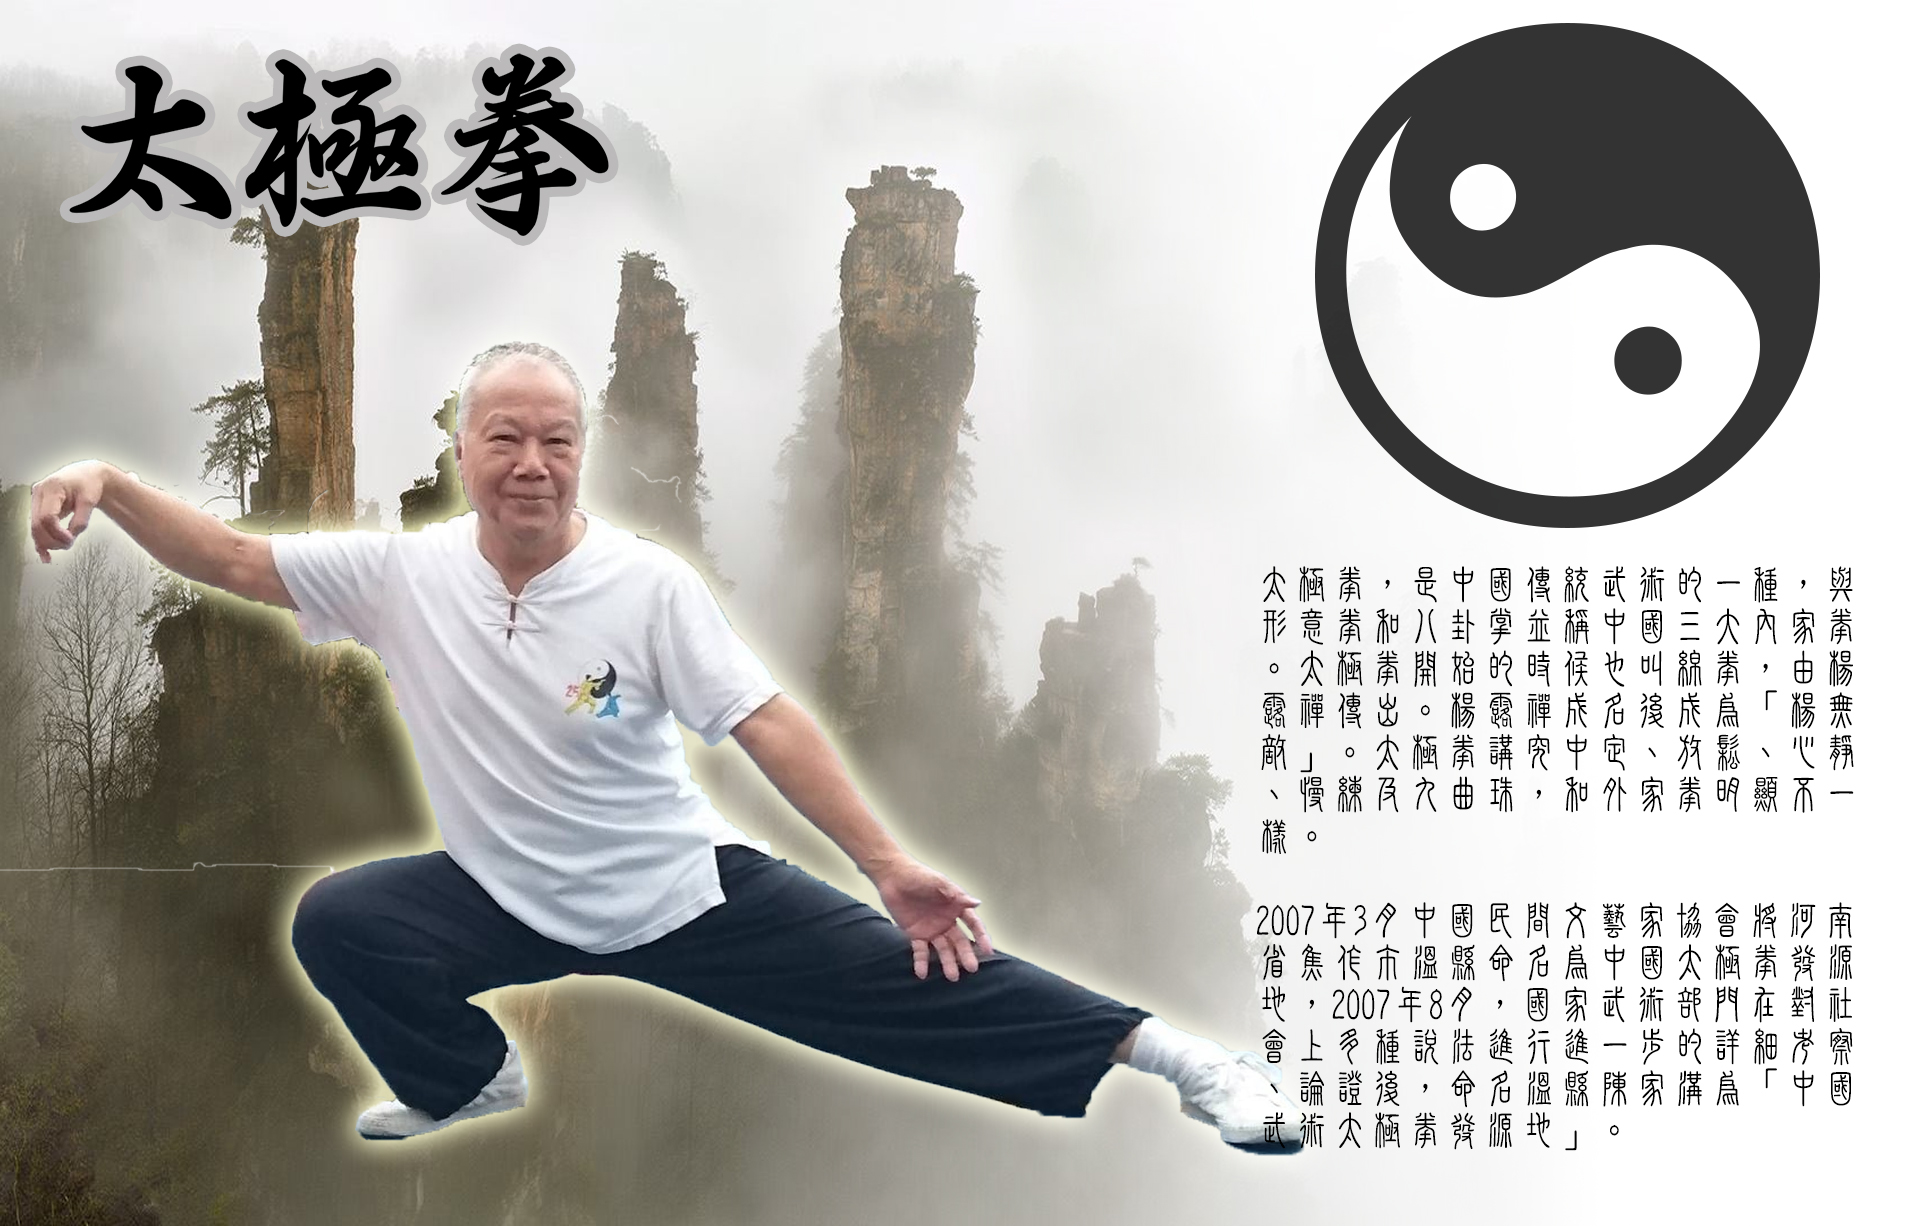 太極拳
太極拳，是中國傳統武術的一種，與
形意拳和八卦掌並稱中國三大內家拳
。太極拳開始的時候也叫綿拳，由楊
露禪傳出。楊露禪成名後成為「楊無
敵」。太極拳講究中定、放鬆、心靜
、慢練及九曲珠，和外家拳明顯不一
樣。
2007年3月中國民間文藝家協會將河南
省焦作市溫縣命名為中國太極拳發源
地，2007年8月，國家武術部門在對社
會上多種說法進行進一步的詳細考察
、論證後，命名溫縣陳家溝為「中國
武術太極拳發源地」。
25